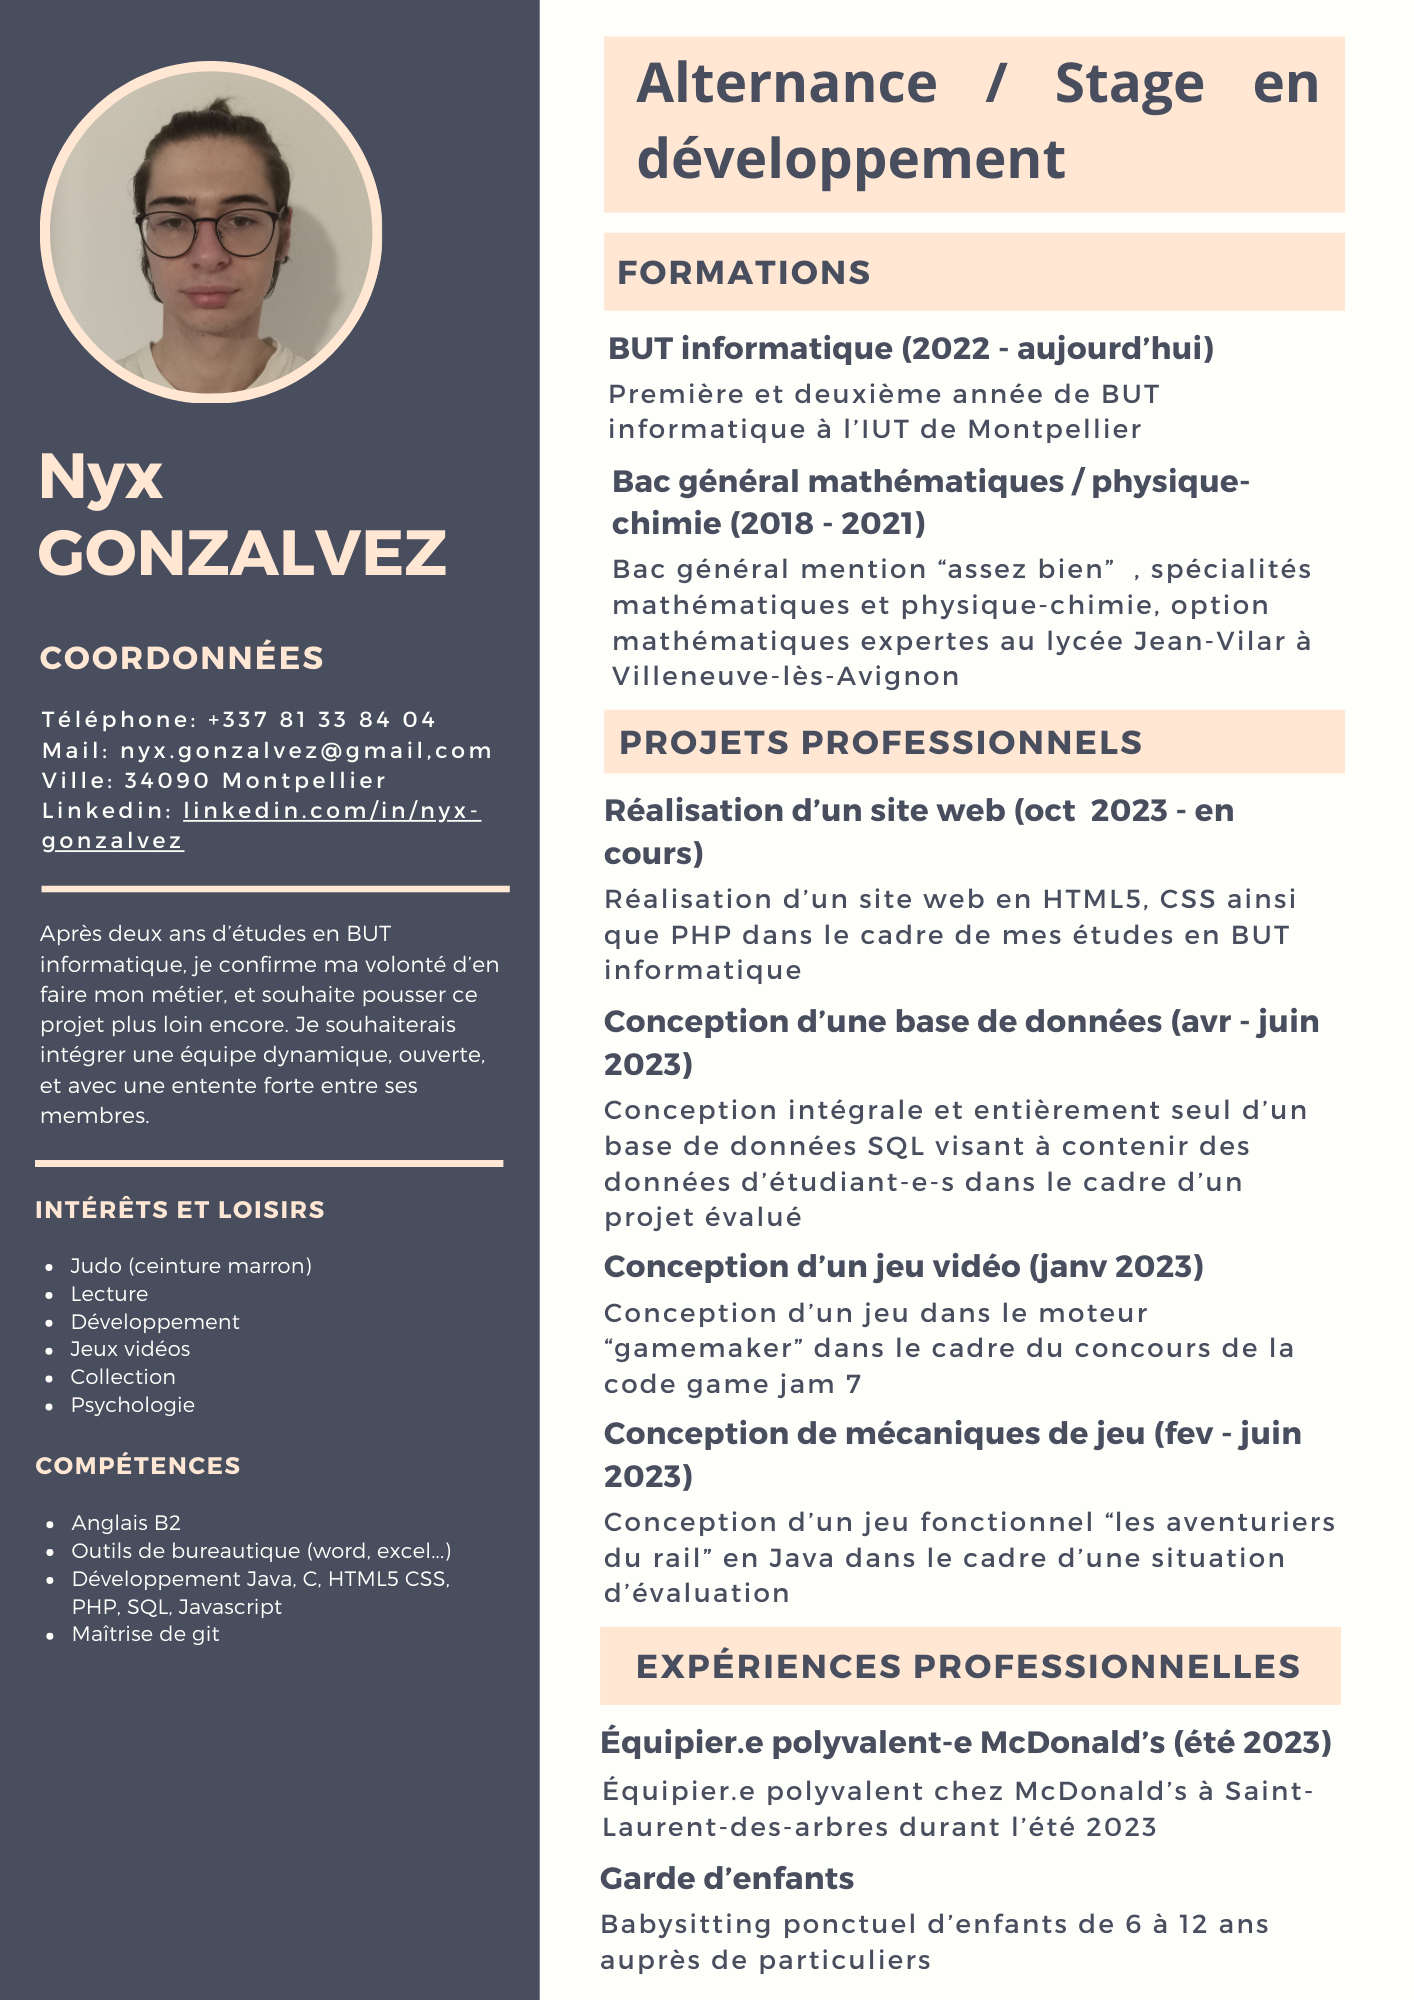 Nyx
GONZALVEZ
COORDONNÉES
Téléphone: +337 81 33 84 04
Mail: nyx.gonzalvez@gmail,com
Ville: 34090 Montpellier
Linkedin: linkedin.com/in/nyx-
gonzalvez
Après deux ans d’études en BUT
informatique, je confirme ma volonté d’en
faire mon métier, et souhaite pousser ce
projet plus loin encore. Je souhaiterais
intégrer une équipe dynamique, ouverte,
et avec une entente forte entre ses
membres.
INTÉRÊTS ET LOISIRS
• Judo (ceinture marron)
• Lecture
• Développement
• Jeux vidéos
• Collection
• Psychologie
COMPÉTENCES
• Anglais B2
• Outils de bureautique (word, excel...)
• Développement Java, C, HTML5 CSS,
PHP, SQL, Javascript
• Maîtrise de git
Alternance / Stage en
développement
FORMATIONS
BUT informatique (2022 - aujourd’hui)
Première et deuxième année de BUT
informatique à l’IUT de Montpellier
Bac général mathématiques / physique-
chimie (2018 - 2021)
Bac général mention “assez bien” , spécialités
mathématiques et physique-chimie, option
mathématiques expertes au lycée Jean-Vilar à
Villeneuve-lès-Avignon
PROJETS PROFESSIONNELS
Réalisation d’un site web (oct 2023 - en
cours)
Réalisation d’un site web en HTML5, CSS ainsi
que PHP dans le cadre de mes études en BUT
informatique
Conception d’une base de données (avr - juin
2023)
Conception intégrale et entièrement seul d’un
base de données SQL visant à contenir des
données d’étudiant-e-s dans le cadre d’un
projet évalué
Conception d’un jeu vidéo (janv 2023)
Conception d’un jeu dans le moteur
“gamemaker” dans le cadre du concours de la
code game jam 7
Conception de mécaniques de jeu (fev - juin
2023)
Conception d’un jeu fonctionnel “les aventuriers
du rail” en Java dans le cadre d’une situation
d’évaluation
EXPÉRIENCES PROFESSIONNELLES
Équipier.e polyvalent-e McDonald’s (été 2023)
Équipier.e polyvalent chez McDonald’s à Saint-
Laurent-des-arbres durant l’été 2023
Garde d’enfants
Babysitting ponctuel d’enfants de 6 à 12 ans
auprès de particuliers